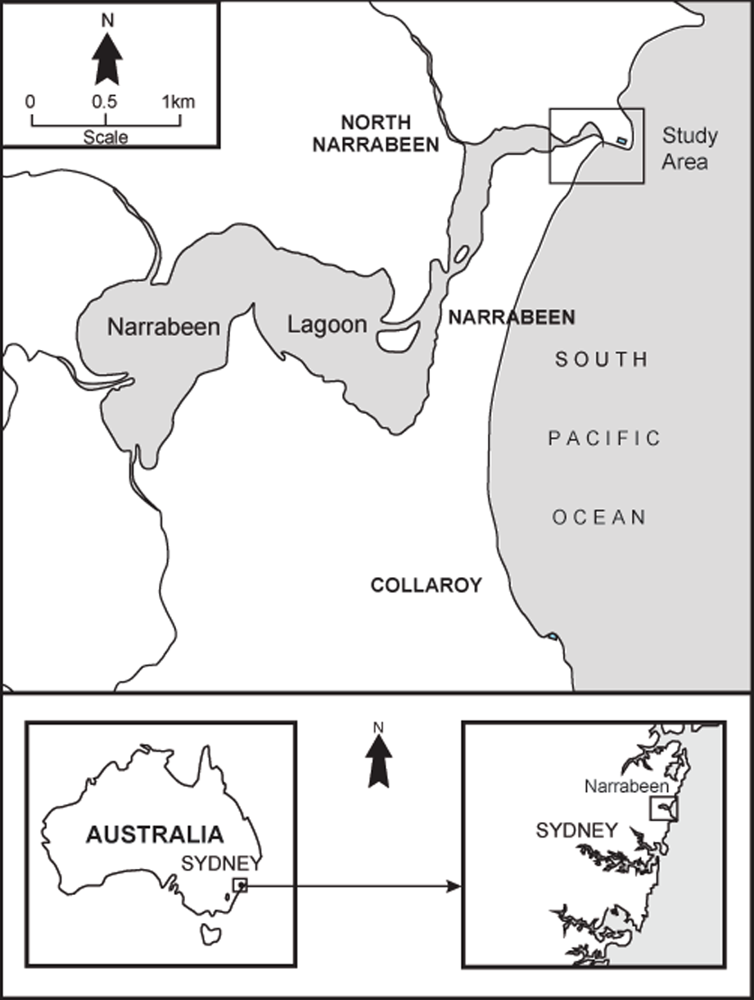 N
0 0.5 1km
Scale
NORTH
NARRABEEN
Study
Area
Narrabeen Lagoon
NARRABEEN
SOUTH
PACIFIC
OCEAN
COLLAROY
N
AUSTRALIA
SYDNEY
Narrabeen
SYDNEY